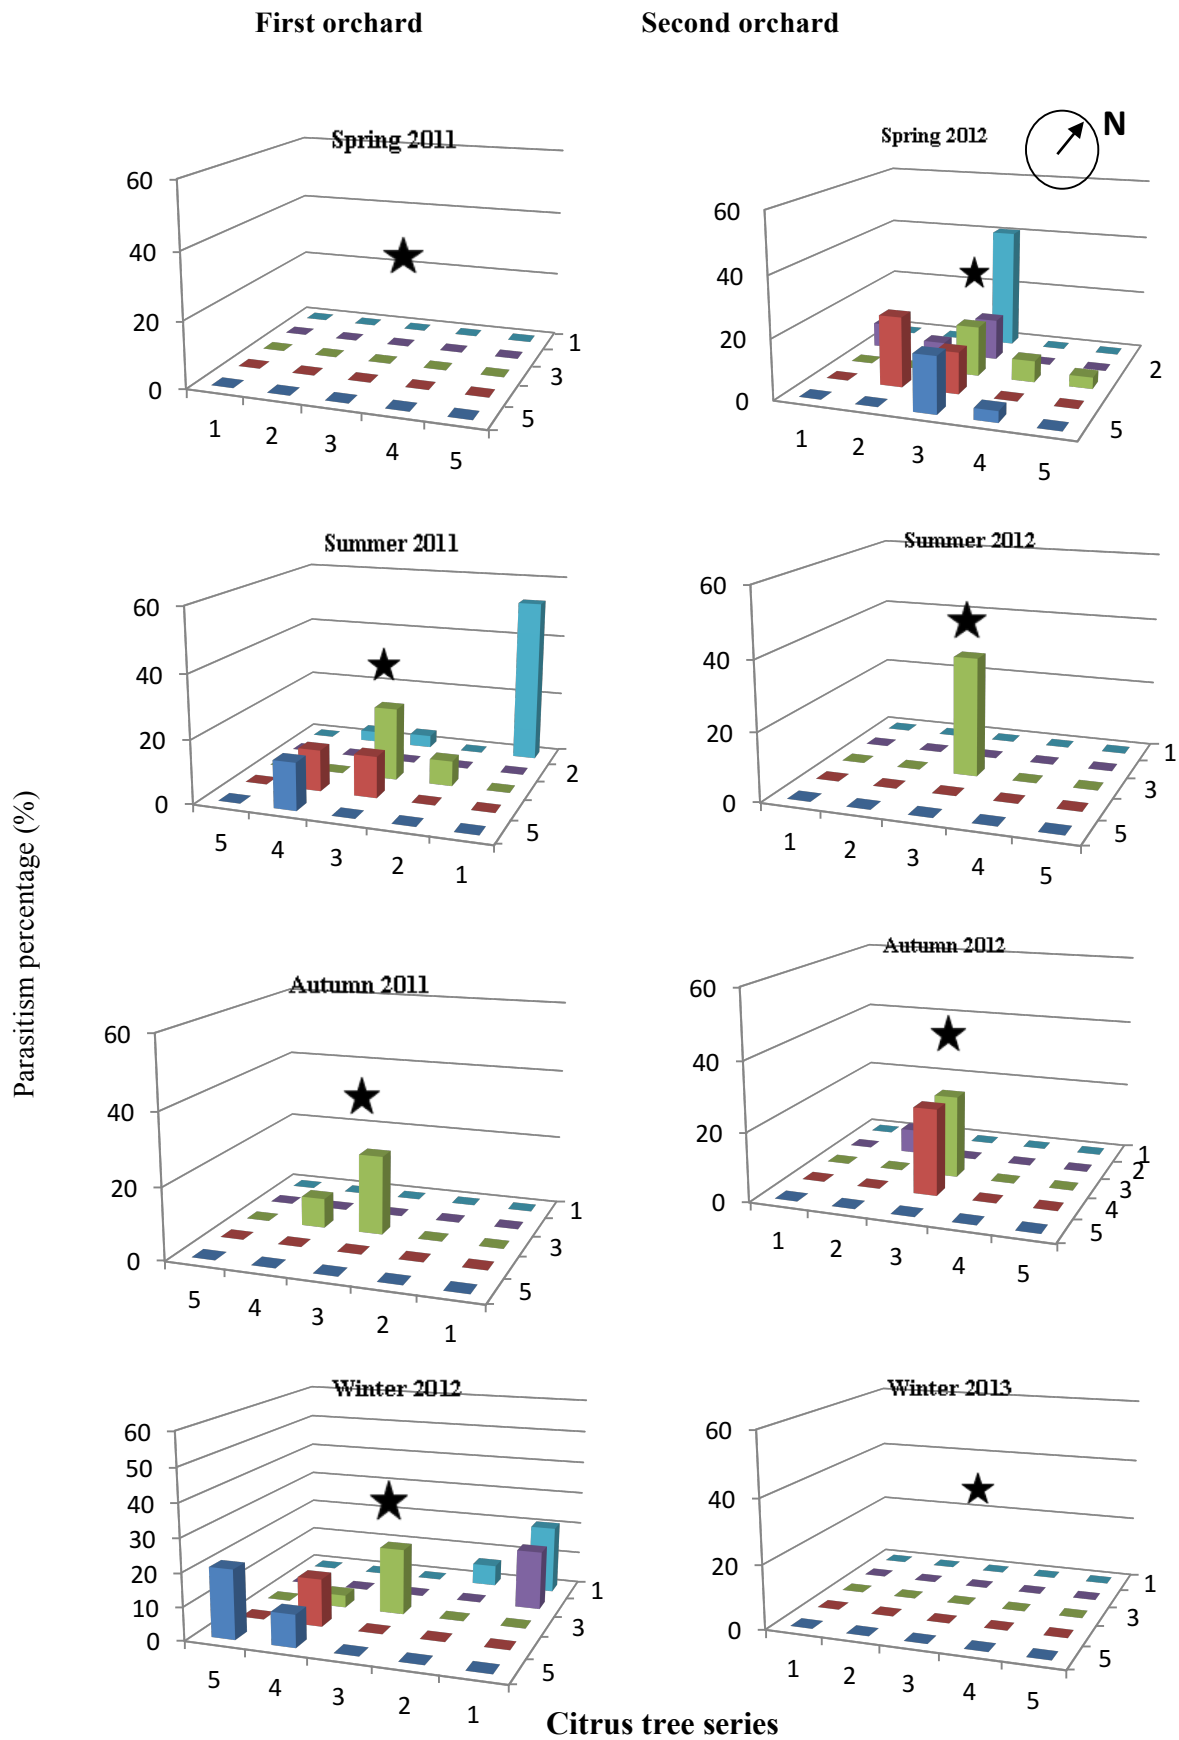 First orchard Second orchard
Spring 2011
60
40
20
0
1 2 3 4 5
1
3
5
Spring 2012
N
60
40
20
0
1 2 3 4 5
2
5
Summer 2011
60
40
20
0
5 4 3 2 1
2
5
Summer 2012
60
40
20
0
1 2 3 4 5
1
3
5
Parasitism percentage (%)
Autumn 2011
60
40
20
0
5 4 3 2 1
1
3
5
Autumn 2012
60
40
20
0
1 2 3 4 5
1
2
3
4
5
Winter 2012
60
50
40
30
20
10
0
5 4 3 2 1
1
3
5
Winter 2013
60
40
20
0
1 2 3 4 5
1
3
5
Citrus tree series